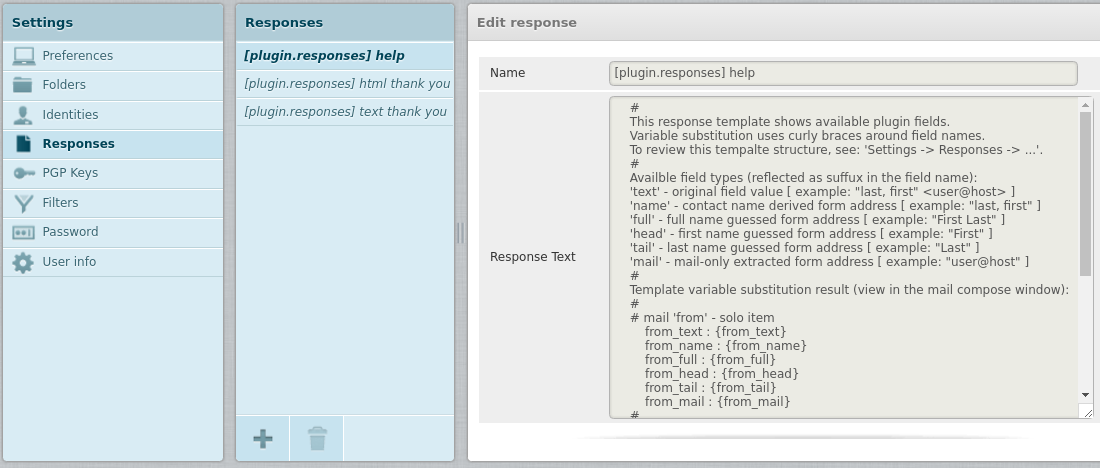 Settings
Preferences
Folders
Identities
Responses
PGP Keys
Filters
Password
User info
Responses
[plugin.responses] help
[plugin.responses] html thank you
[plugin.responses] text thank you
Edit response
Name
[plugin.responses] help
Response Text
#
This response template shows available plugin fields.
Variable substitution uses curly braces around field names.
To review this tempalte structure, see: 'Settings -> Responses -> ...'.
#
Availble field types (reflected as suffux in the field name):
'text' - original field value [ example: "last, first" <user@host> ]
'name' - contact name derived form address [ example: "last, first" ]
'full' - full name guessed form address [ example: "First Last" ]
'head' - first name guessed form address [ example: "First" ]
'tail' - last name guessed form address [ example: "Last" ]
'mail' - mail-only extracted form address [ example: "user@host" ]
#
Template variable substitution result (view in the mail compose window):
#
# mail 'from' - solo item
from_text : {from_text}
from_name : {from_name}
from_full : {from_full}
from_head : {from_head}
from_tail : {from_tail}
from_mail : {from_mail}
#